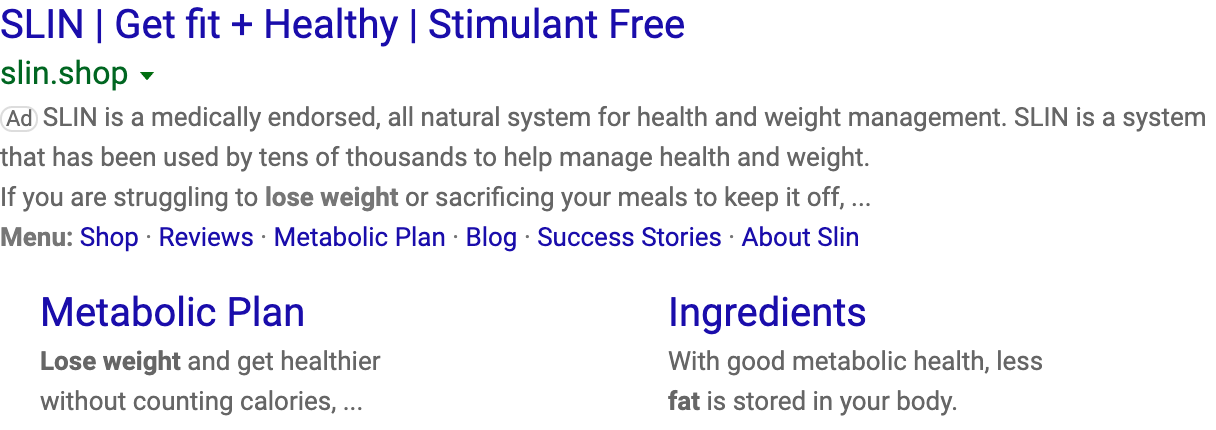 SLIN | Get fit + Healthy | Stimulant Free
slin.shop
Ad SLIN is a medically endorsed, all natural system for health and weight management. SLIN is a system
that has been used by tens of thousands to help manage health and weight.
If you are struggling to lose weight or sacrificing your meals to keep it off, ...
Menu: Shop · Reviews · Metabolic Plan · Blog · Success Stories · About Slin
Metabolic Plan
Lose weight and get healthier
without counting calories, ...
Ingredients
With good metabolic health, less
fat is stored in your body.